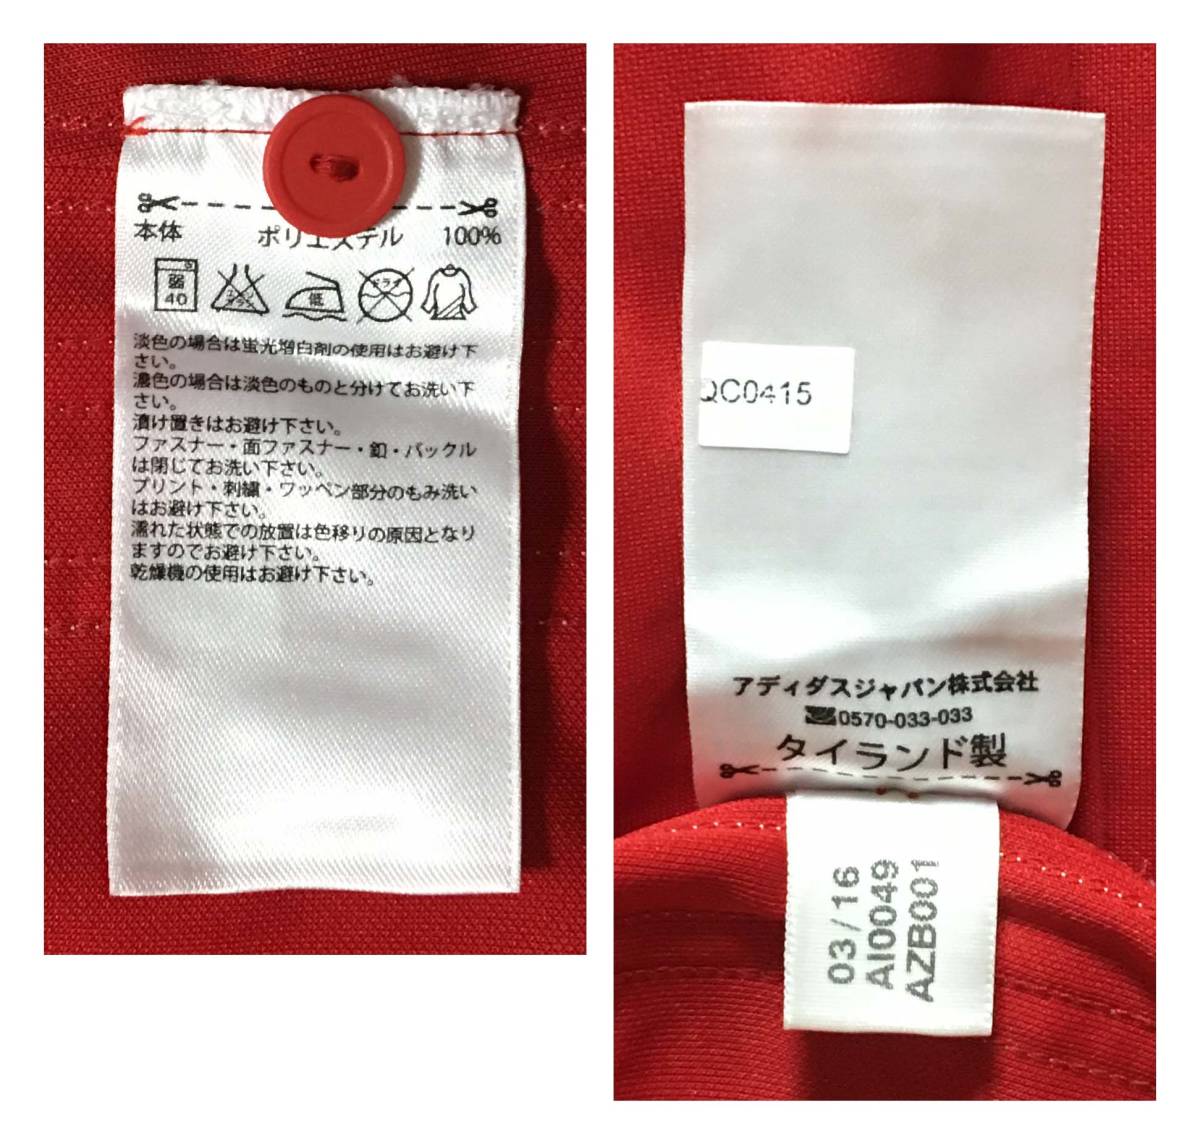 本体 ポリエステル 100%
弱 40 低 ドライ
淡色の場合は蛍光増白剤の使用はお避け下
さい。
濃色の場合は淡色のものと分けてお洗い下
さい。
漬け置きはお避け下さい。
ファスナー・面ファスナー・釦・バックル
は閉じてお洗い下さい。
プリント・刺繍・ワッペン部分のもみ洗い
はお避け下さい。
濡れた状態での放置は色移りの原因となり
ますのでお避け下さい。
乾燥機の使用はお避け下さい。
QC0415
アディダスジャパン株式会社
0570-033-033
タイランド製
03/16
AI0049
AZB001